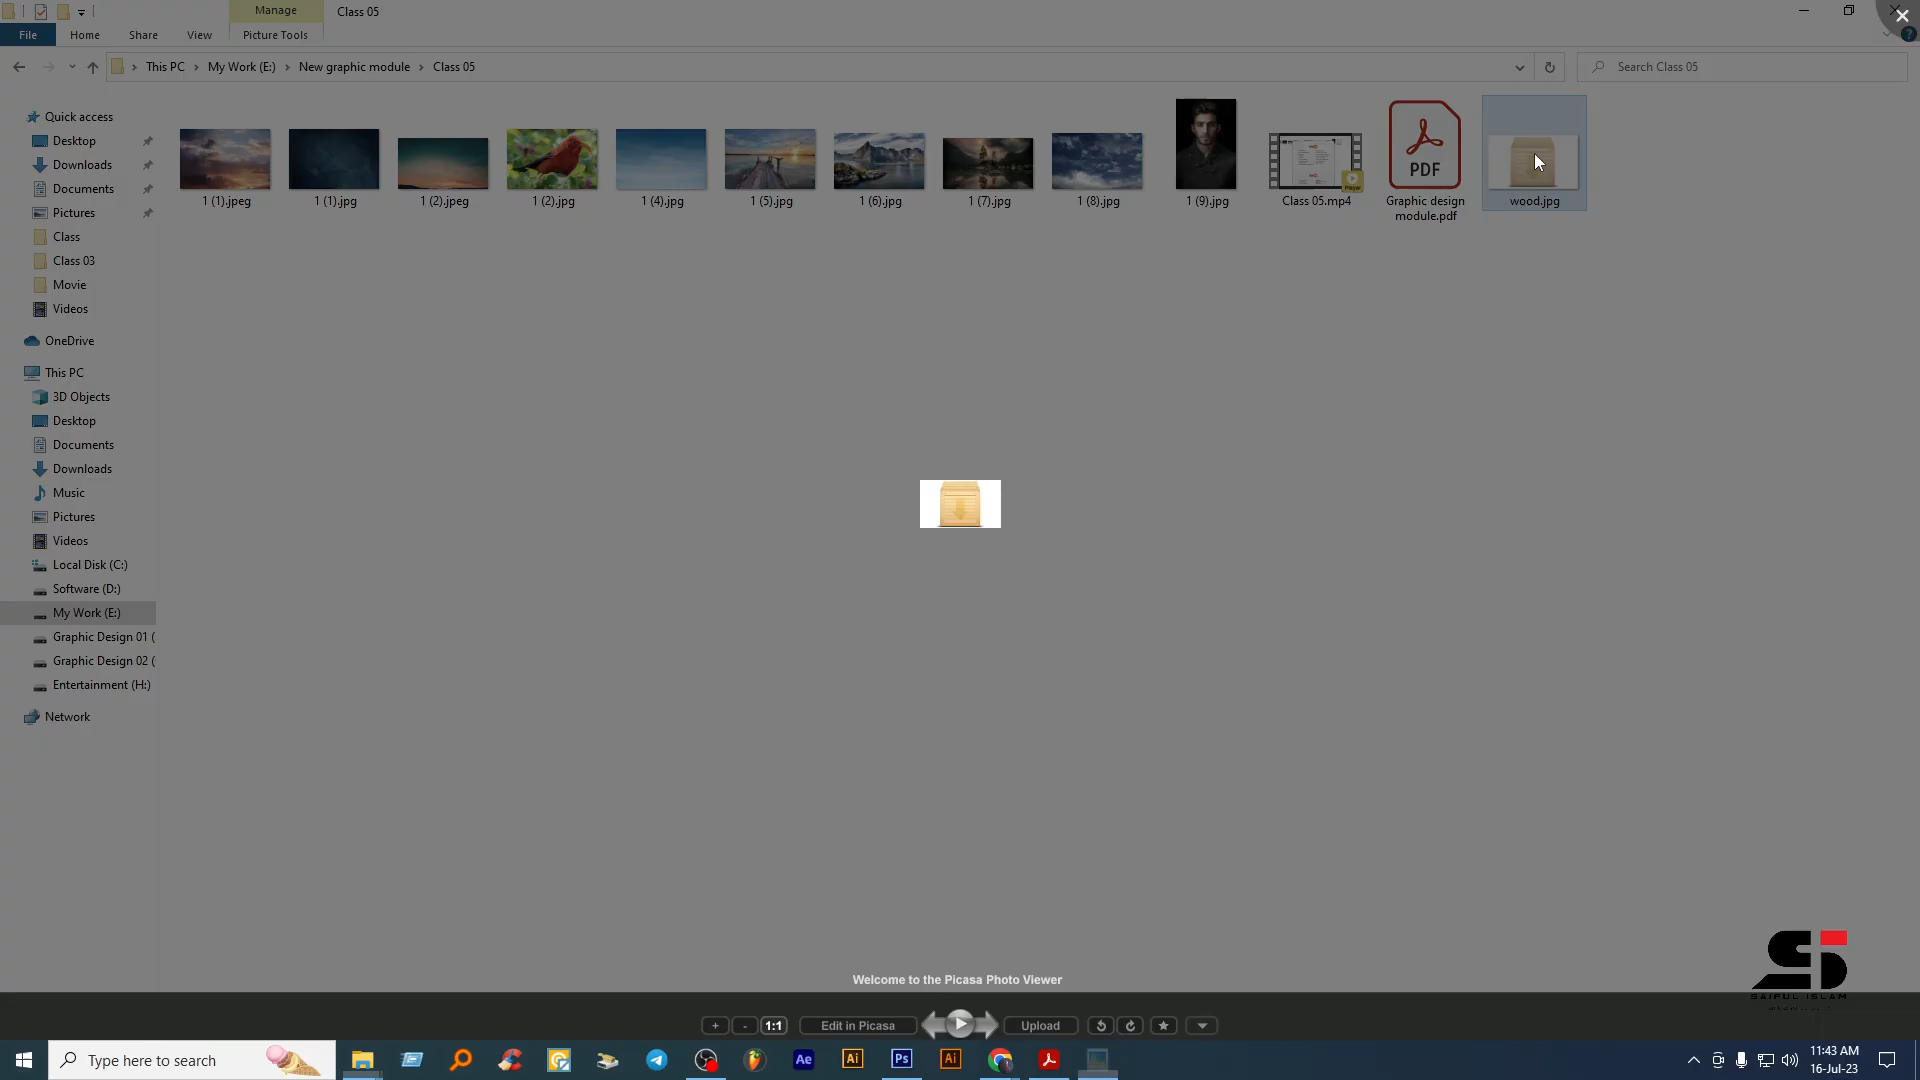 Manage
Class 05
File
Home
Share
View
Picture Tools
This PC
My Work (E:)
New graphic module
Class 05
Search Class 05
Quick access
Desktop
Downloads
Documents
Pictures
Class
Class 03
Movie
Videos
OneDrive
This PC
3D Objects
Desktop
Documents
Downloads
Music
Pictures
Videos
Local Disk (C:)
Software (D:)
My Work (E:)
Graphic Design 01 (
Graphic Design 02 (
Entertainment (H:)
Network
1 (1).jpeg
1 (1).jpg
1 (2).jpeg
1 (2).jpg
1 (4).jpg
1 (5).jpg
1 (6).jpg
1 (7).jpg
1 (8).jpg
1 (9).jpg
Class 05.mp4
PDF
Graphic design
module.pdf
wood.jpg
SAIFUL ISLAM
Welcome to the Picasa Photo Viewer
+
-
1:1
Edit in Picasa
Upload
Type here to search
Ae
Ai
Ps
Ai
11:43 AM
16-Jul-23